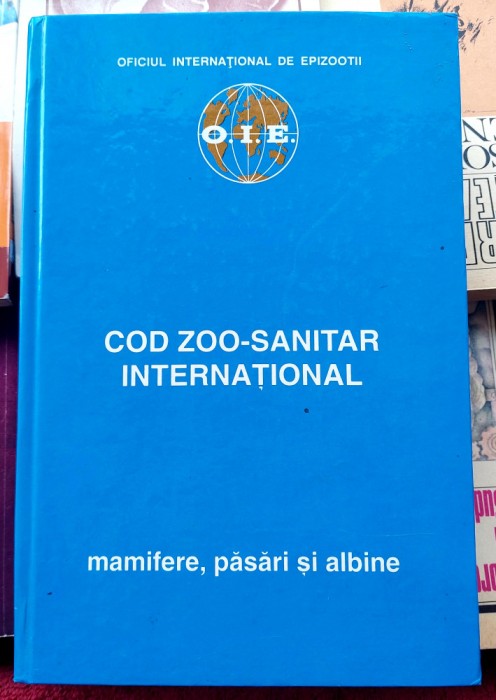 OFICIUL INTERNAȚIONAL DE EPIZOOTII
O.I.E.
COD ZOO-SANITAR
INTERNAȚIONAL
mamifere, păsări și albine